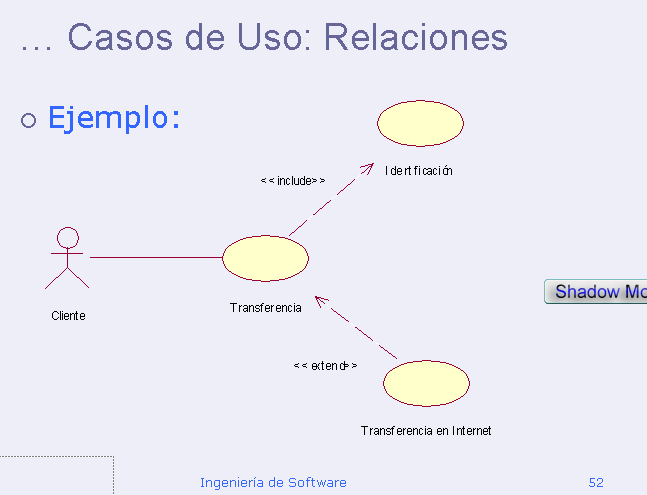 ... Casos de Uso: Relaciones
Ejemplo:
Identificación
<<include>>
Transferencia
Cliente
<<extend>>
Transferencia en Internet
Shadow Mo
Ingeniería de Software
52